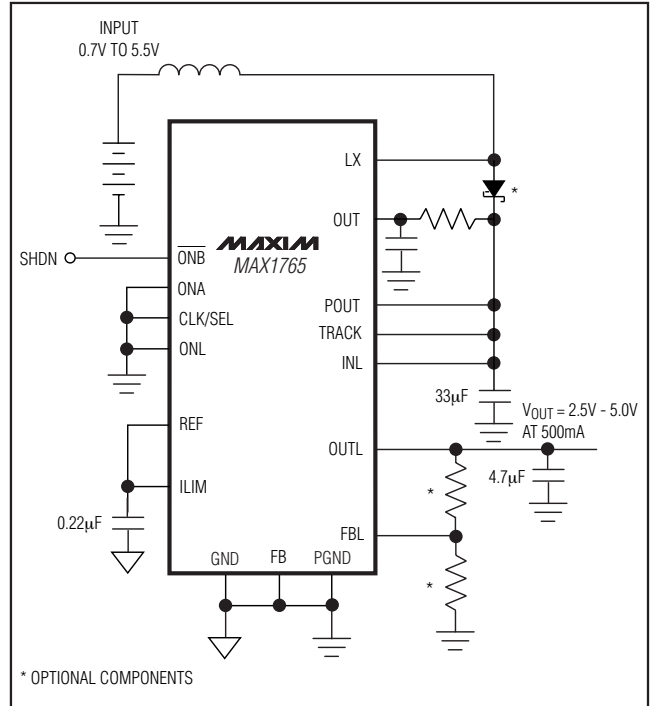 INPUT
0.7V TO 5.5V
LX
*
OUT
MAXIM
MAX1765
SHDN
ONB
ONA
CLK/SEL
ONL
POUT
TRACK
INL
33µF
VOUT = 2.5V - 5.0V
AT 500mA
REF
OUTL
4.7µF
*
ILIM
0.22µF
FBL
*
GND
FB
PGND
* OPTIONAL COMPONENTS